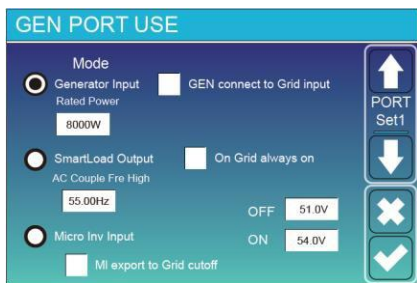 GEN PORT USE
Mode
Generator Input
GEN connect to Grid input
Rated Power
8000W
PORT
Set1
SmartLoad Output
On Grid always on
AC Couple Fre High
55.00Hz
OFF 51.0V
Micro Inv Input
ON 54.0V
MI export to Grid cutoff